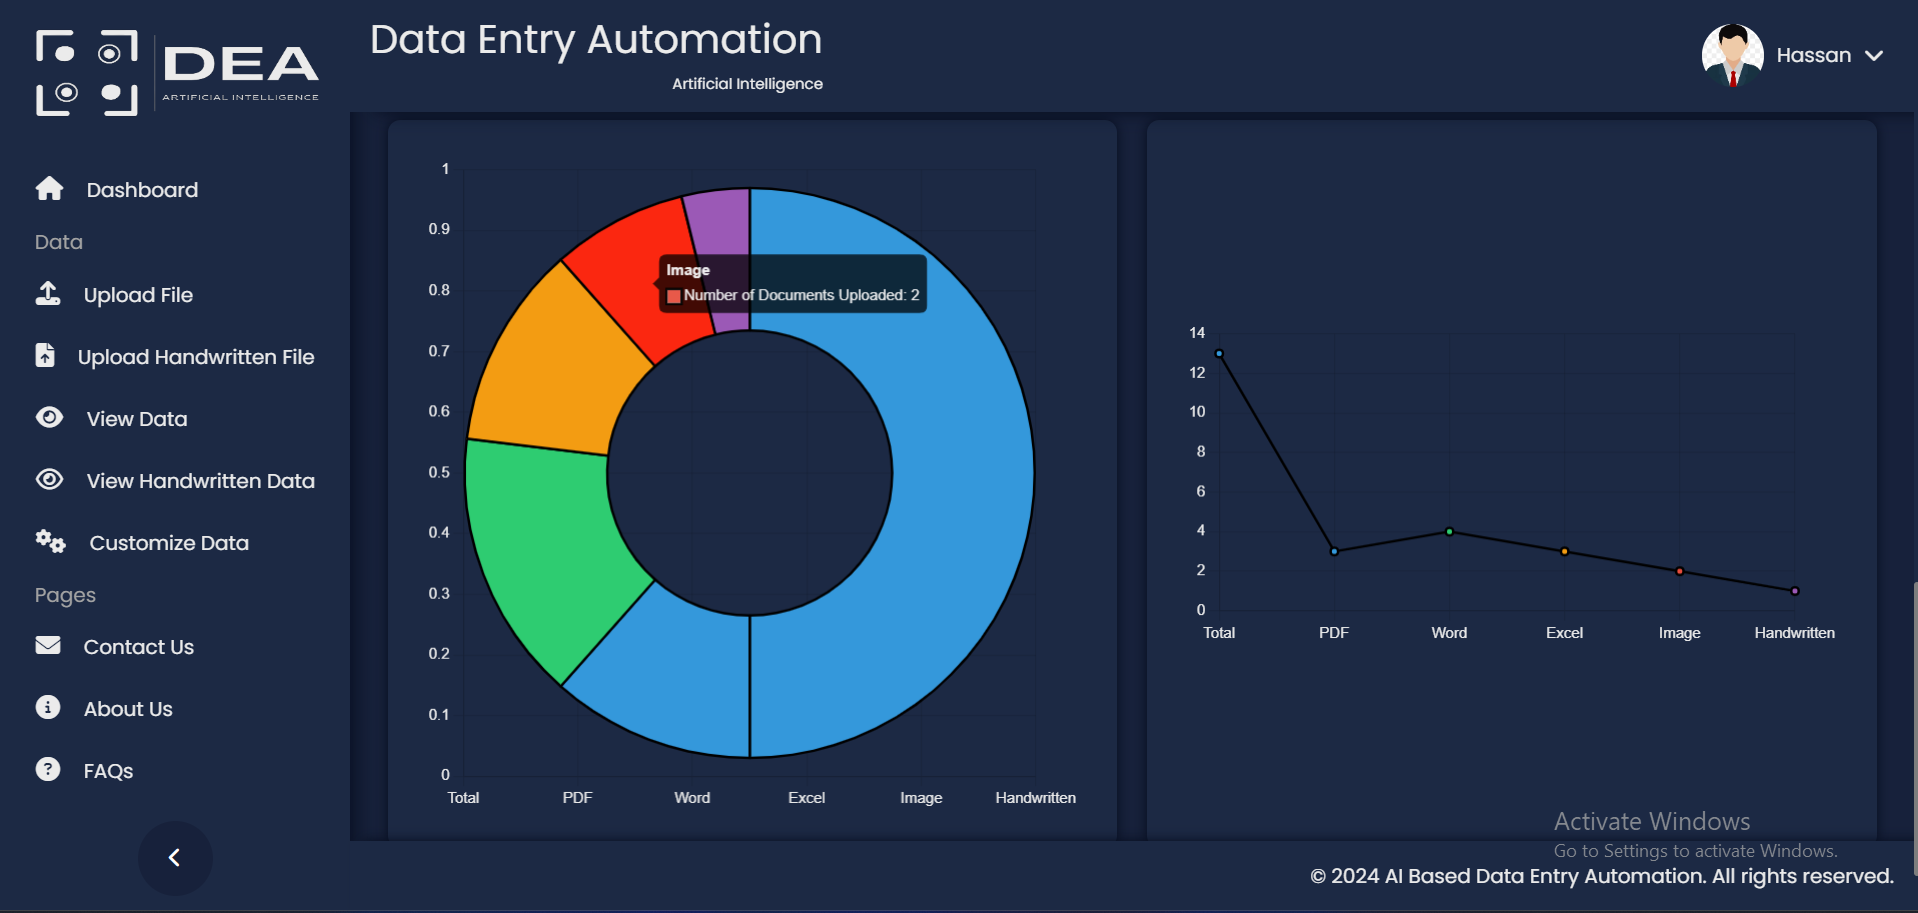 DEA
ARTIFICIAL INTELLIGENCE
Data Entry Automation
Artificial Intelligence
Hassan
Dashboard
Data
Upload File
Upload Handwritten File
View Data
View Handwritten Data
Customize Data
Pages
Contact Us
About Us
FAQs
1
0.9
0.8
0.7
0.6
0.5
0.4
0.3
0.2
0.1
0
Total PDF Word Excel Image Handwritten
Image
Number of Documents Uploaded: 2
14
12
10
8
6
4
2
0
Total PDF Word Excel Image Handwritten
Activate Windows
Go to Settings to activate Windows.
© 2024 AI Based Data Entry Automation. All rights reserved.